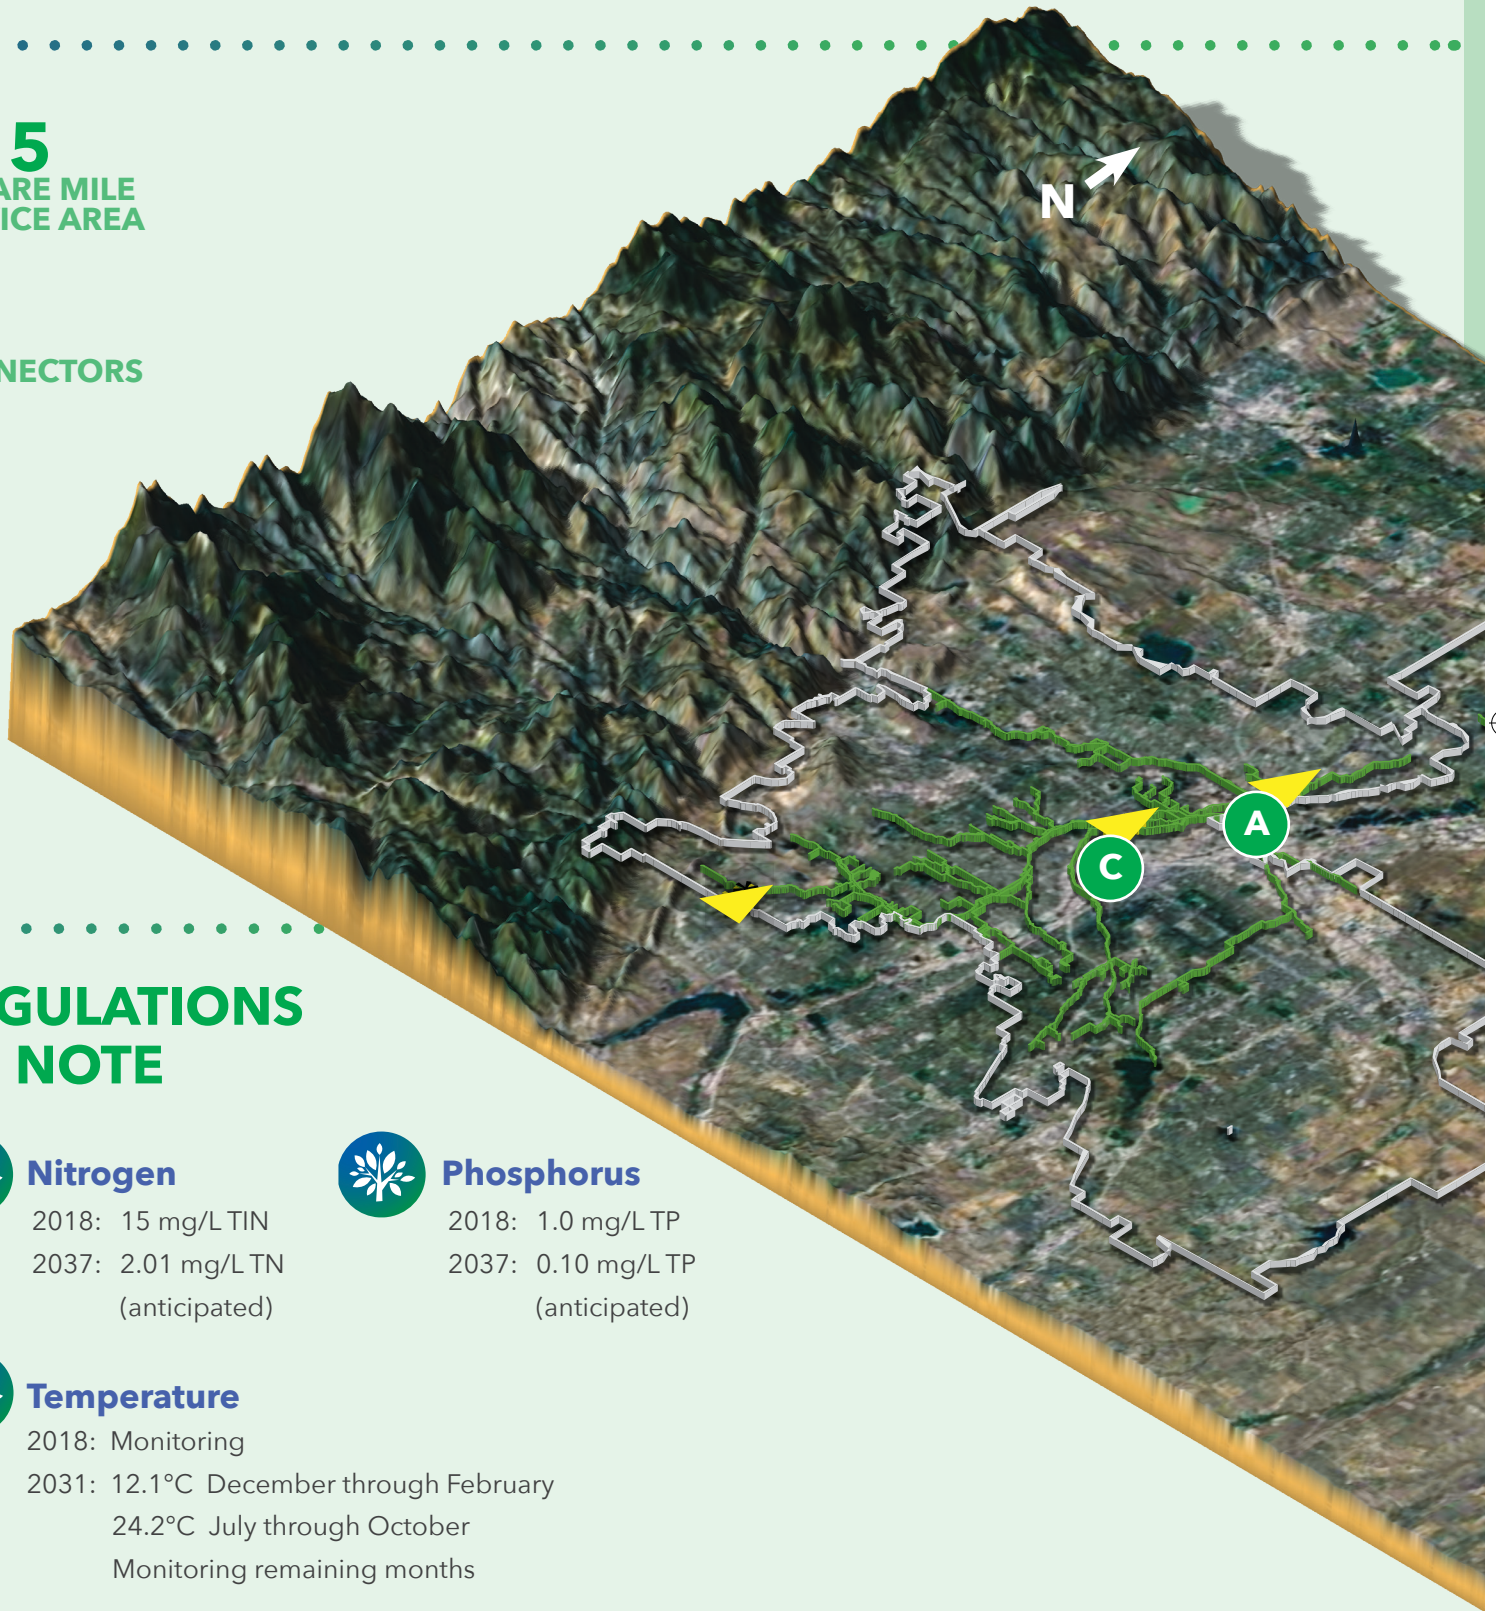 5
ARE MILE
ICE AREA
NECTORS
N
A
C
GULATIONS
NOTE
Nitrogen
2018: 15 mg/L TIN
2037: 2.01 mg/L TN
(anticipated)
Phosphorus
2018: 1.0 mg/L TP
2037: 0.10 mg/L TP
(anticipated)
Temperature
2018: Monitoring
2031: 12.1°C December through February
24.2°C July through October
Monitoring remaining months